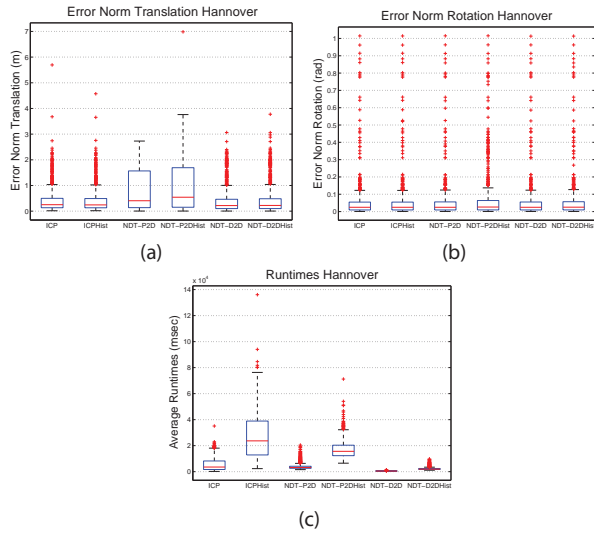 Error Norm Translation Hannover
Error Norm Translation (m)
7
6
5
4
3
2
1
0
ICP ICPHist NDT−P2D NDT−P2DHist NDT−D2D NDT−D2DHist
(a)
Error Norm Rotation Hannover
Error Norm Rotation (rad)
1
0.9
0.8
0.7
0.6
0.5
0.4
0.3
0.2
0.1
0
ICP ICPHist NDT−P2D NDT−P2DHist NDT−D2D NDT−D2DHist
(b)
Runtimes Hannover
x 10⁴
Average Runtimes (msec)
14
12
10
8
6
4
2
0
ICP ICPHist NDT−P2D NDT−P2DHist NDT−D2D NDT−D2DHist
(c)